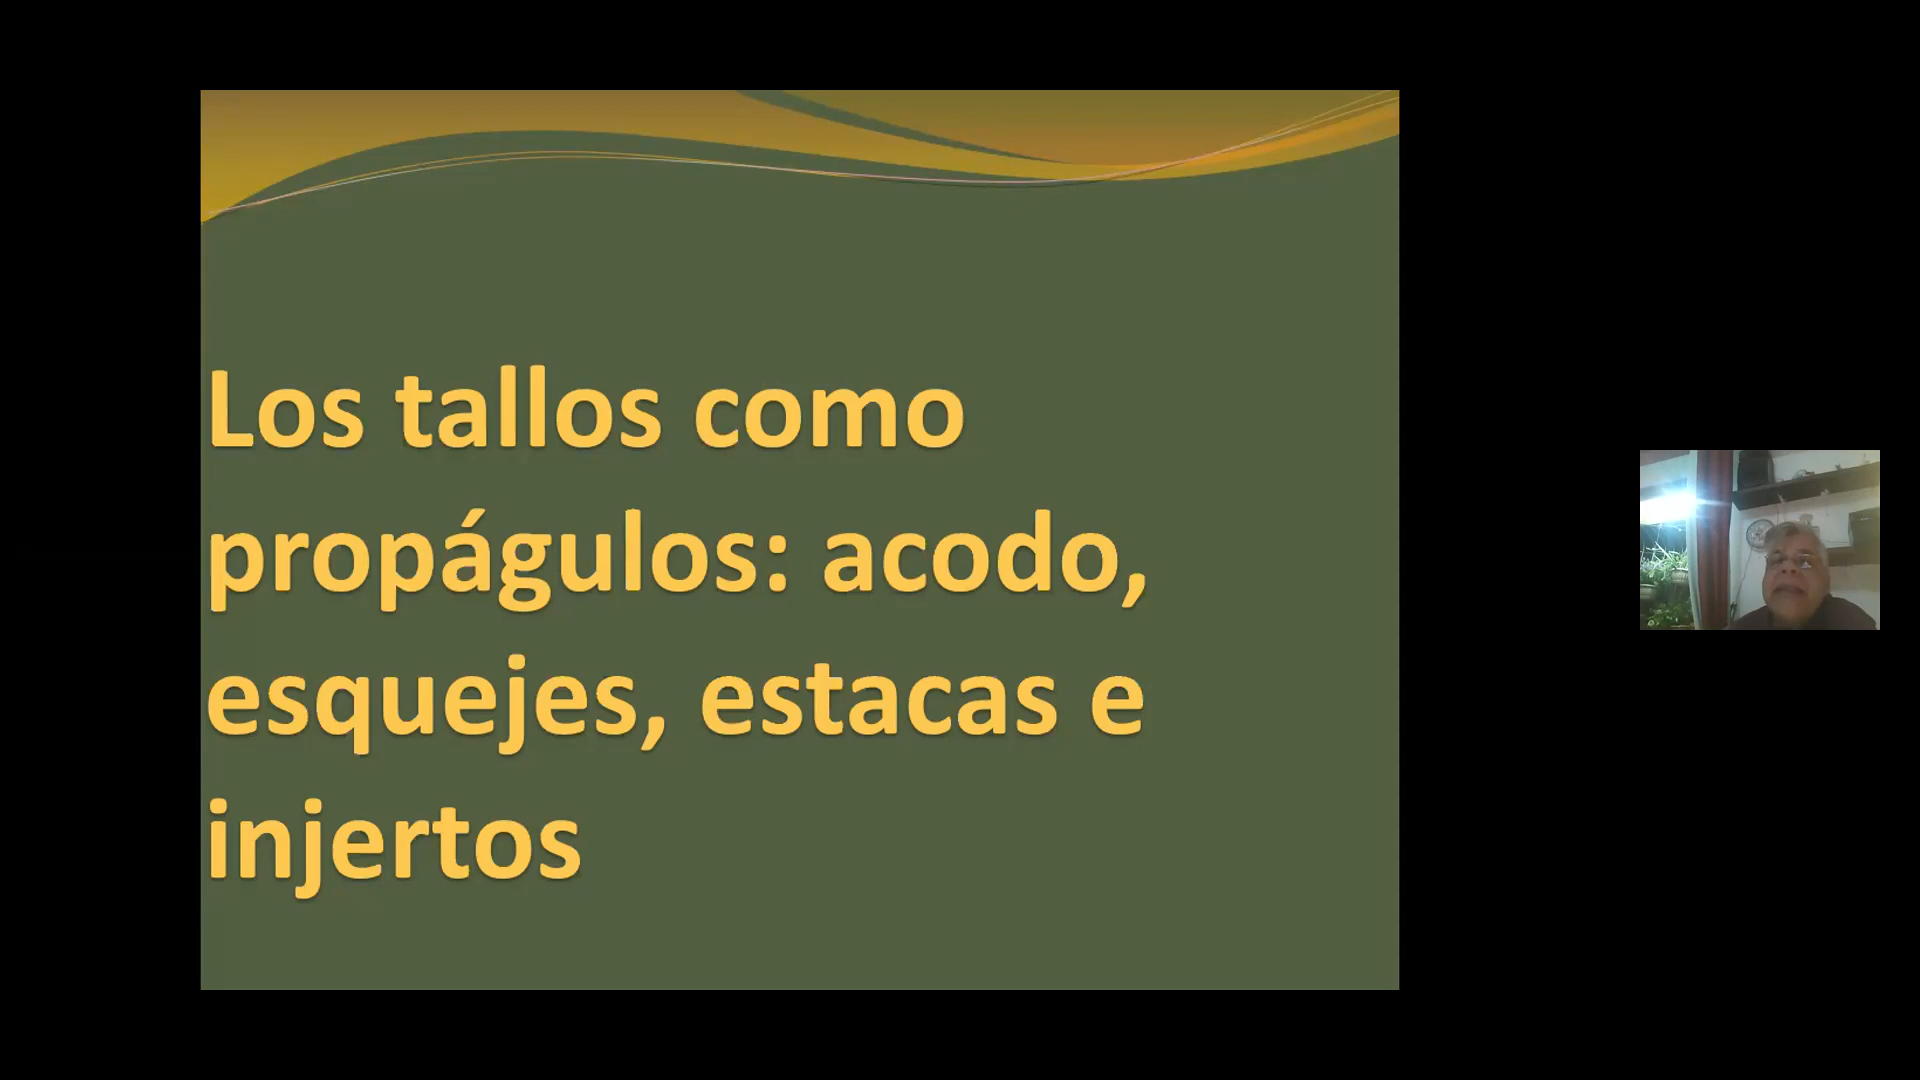 Los tallos como
propágulos: acodo,
esquejes, estacas e
injertos